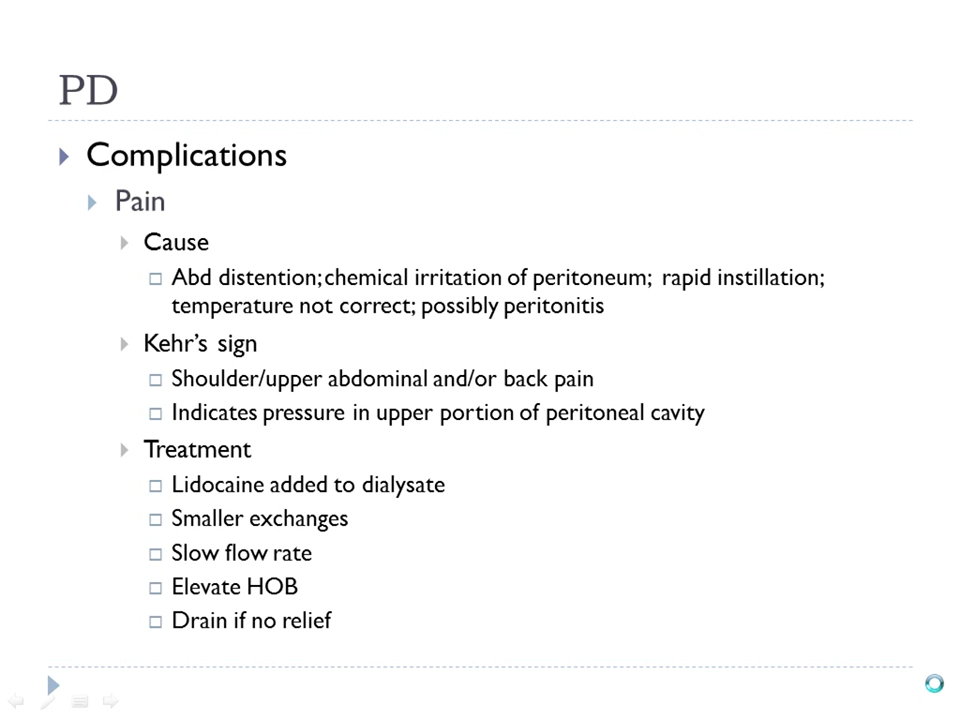 PD
Complications
Pain
Cause
Abd distention; chemical irritation of peritoneum; rapid instillation;
temperature not correct; possibly peritonitis
Kehr's sign
Shoulder/upper abdominal and/or back pain
Indicates pressure in upper portion of peritoneal cavity
Treatment
Lidocaine added to dialysate
Smaller exchanges
Slow flow rate
Elevate HOB
Drain if no relief